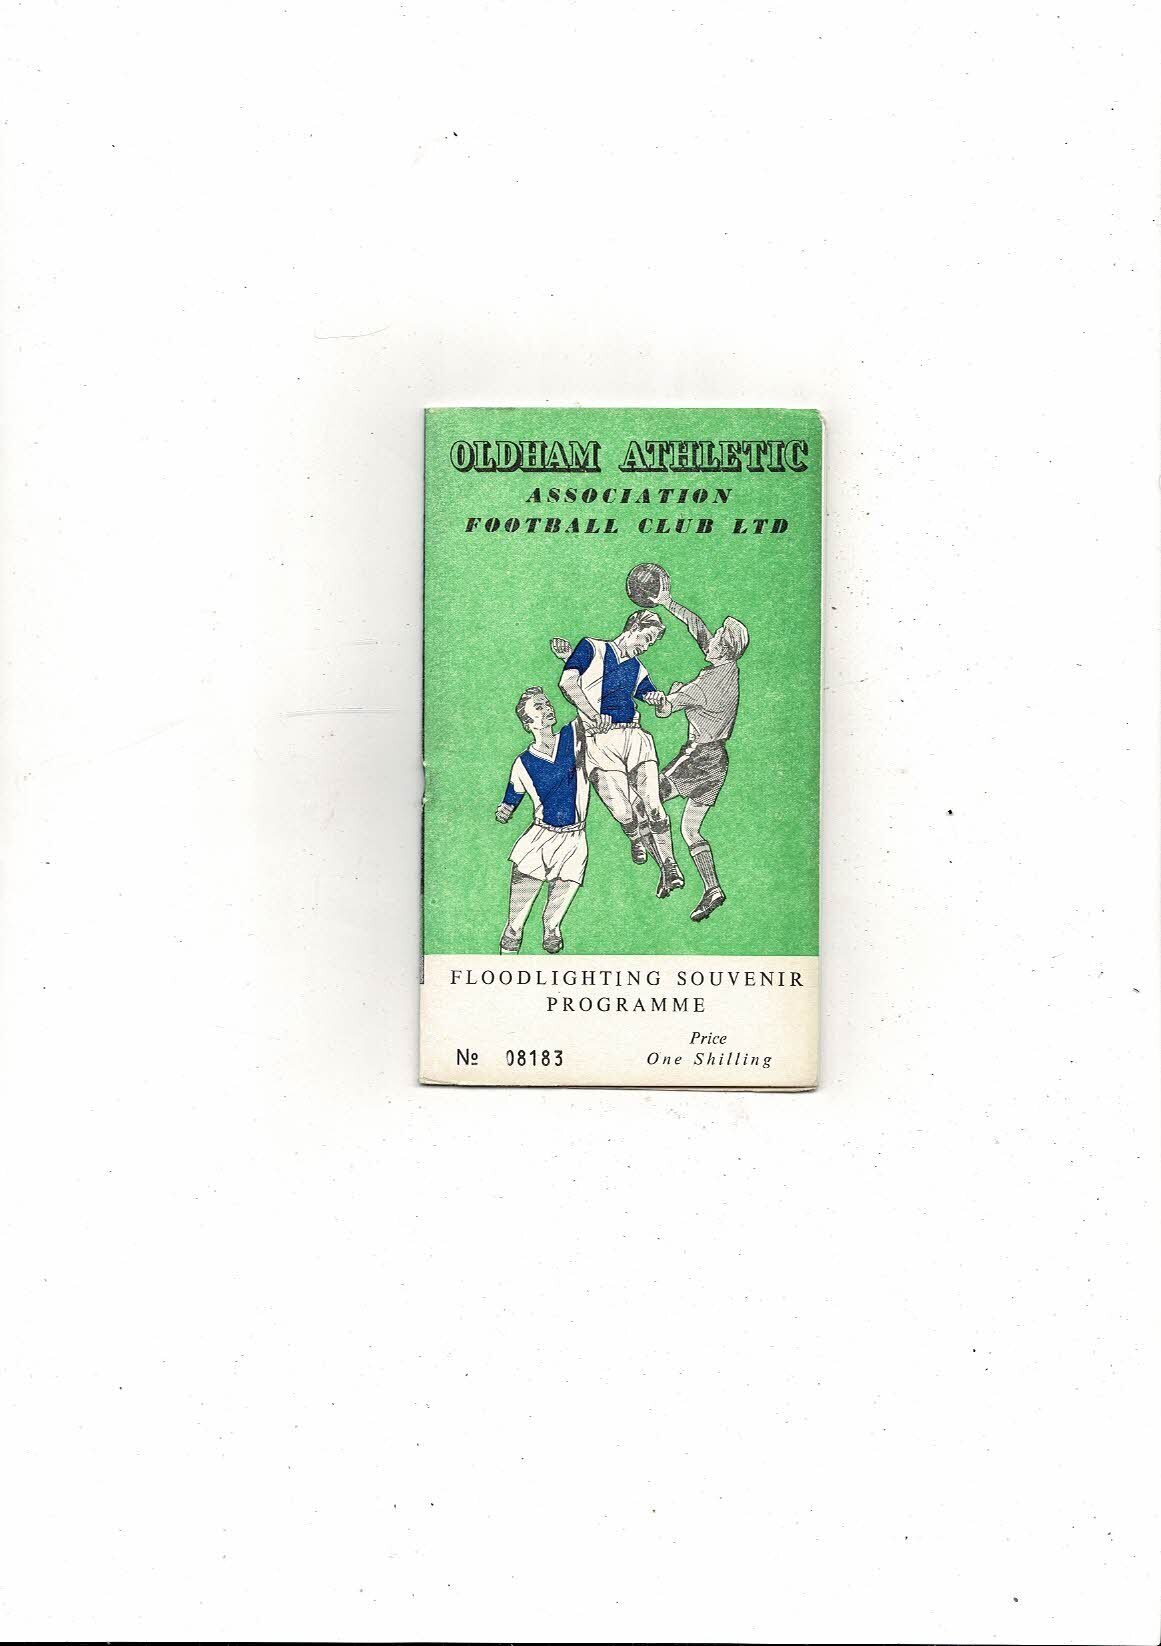 OLDHAM ATHLETIC
ASSOCIATION
FOOTBALL CLUB LTD
FLOODLIGHTING SOUVENIR
PROGRAMME
Price
Nº 08183 One Shilling